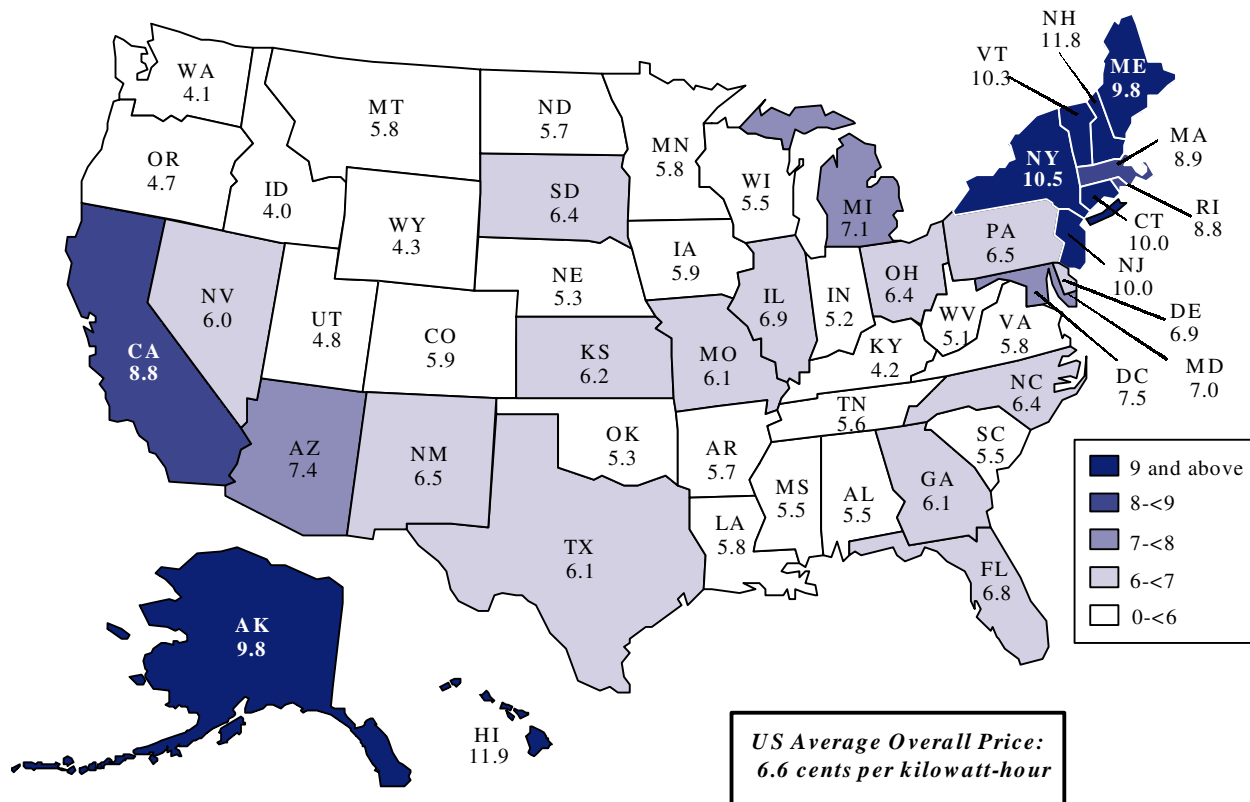 NH
11.8
VT
10.3
ME
9.8
WA
4.1
MT
5.8
ND
5.7
MN
5.8
MA
8.9
OR
4.7
ID
4.0
SD
6.4
WI
5.5
NY
10.5
MI
7.1
RI
8.8
WY
4.3
CT
10.0
IA
5.9
PA
6.5
NJ
10.0
NE
5.3
OH
6.4
NV
6.0
IL
6.9
IN
5.2
DE
6.9
UT
4.8
CO
5.9
WV
5.1
VA
5.8
CA
8.8
KS
6.2
MO
6.1
KY
4.2
DC
7.5
MD
7.0
NC
6.4
TN
5.6
AZ
7.4
NM
6.5
OK
5.3
AR
5.7
SC
5.5
MS
5.5
AL
5.5
GA
6.1
LA
5.8
TX
6.1
FL
6.8
9 and above
8-<9
7-<8
6-<7
0-<6
AK
9.8
HI
11.9
US Average Overall Price:
6.6 cents per kilowatt-hour